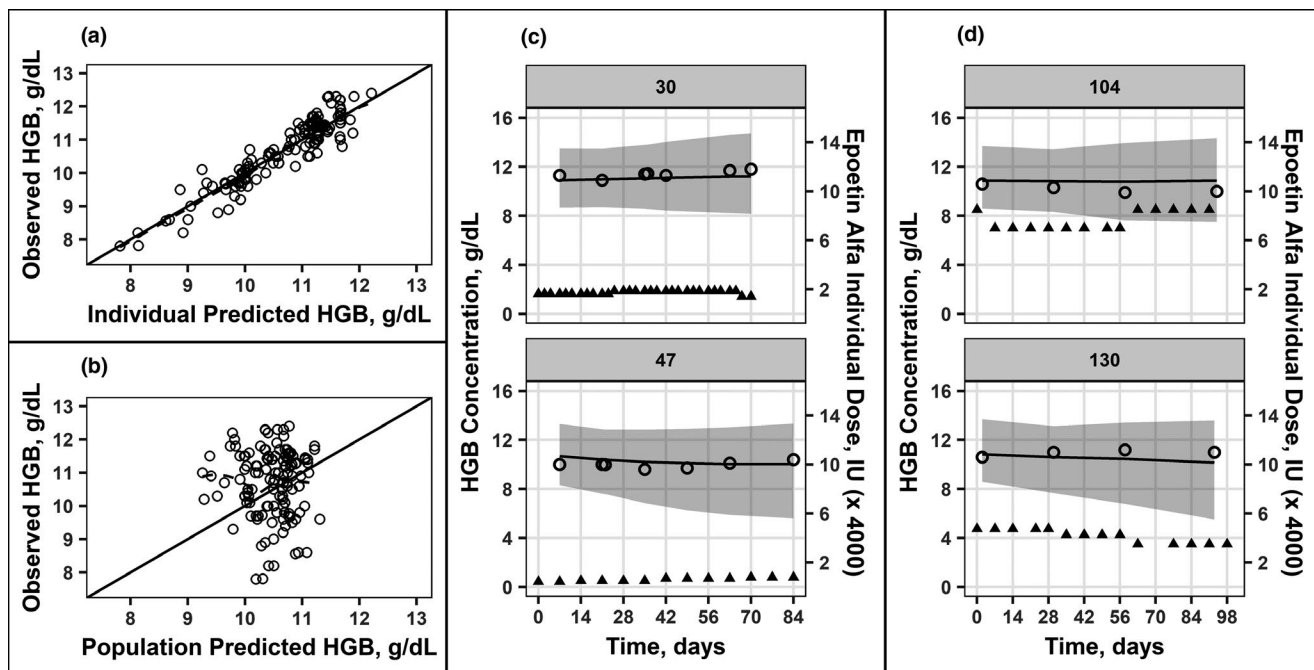 (a)
Observed HGB, g/dL
13
12
11
10
9
8
8 9 10 11 12 13
Individual Predicted HGB, g/dL
(b)
Observed HGB, g/dL
13
12
11
10
9
8
8 9 10 11 12 13
Population Predicted HGB, g/dL
(c)
HGB Concentration, g/dL
30
16
12
8
4
0
14
10
6
2
47
16
12
8
4
0
14
10
6
2
0 14 28 42 56 70 84
Time, days
Epoetin Alfa Individual Dose, IU (x 4000)
(d)
HGB Concentration, g/dL
104
16
12
8
4
0
14
10
6
2
130
16
12
8
4
0
14
10
6
2
0 14 28 42 56 70 84 98
Time, days
Epoetin Alfa Individual Dose, IU (x 4000)